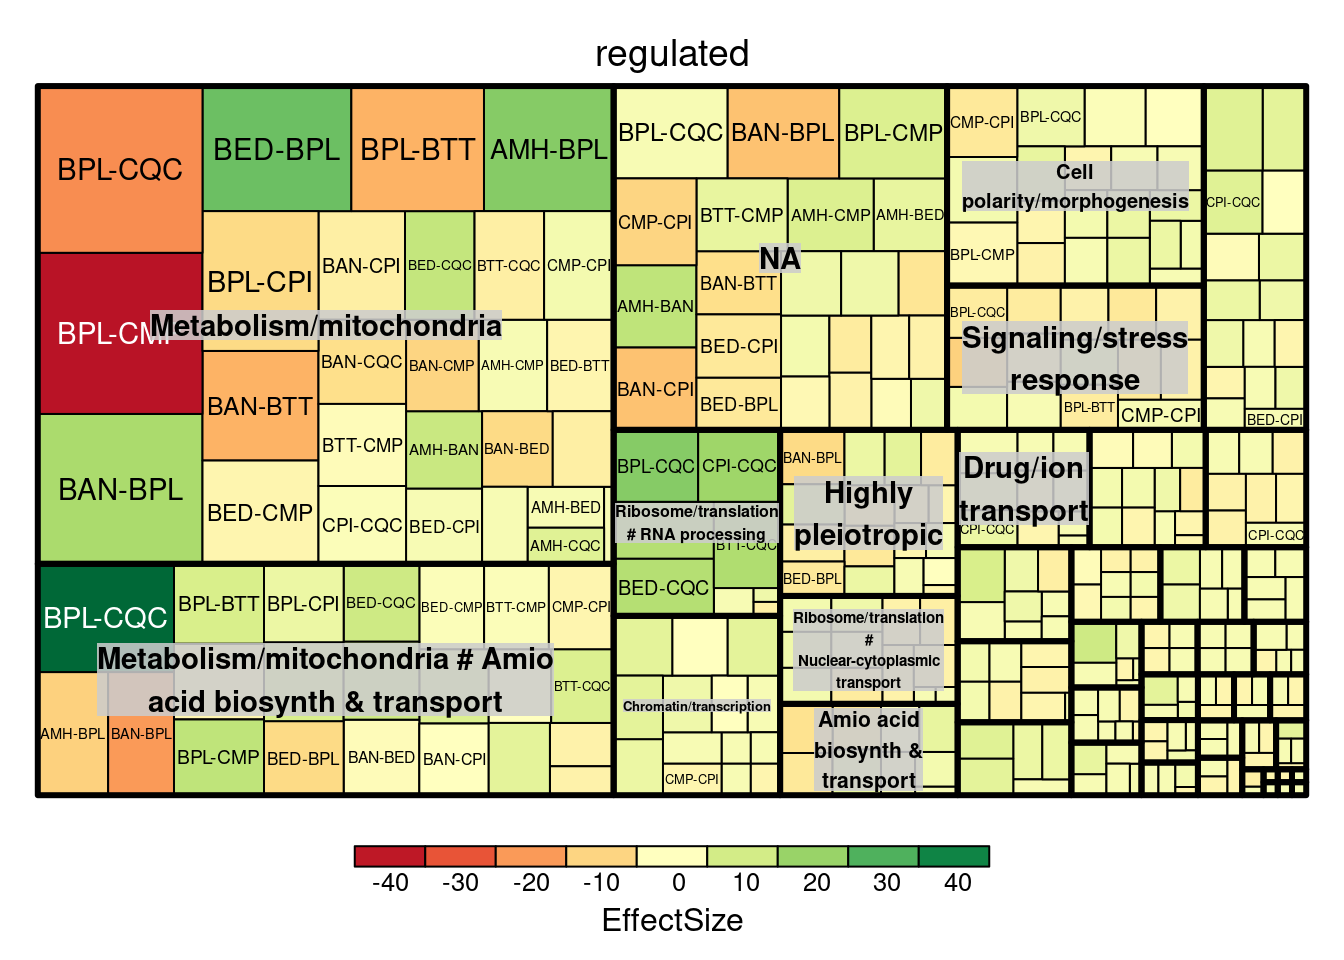 regulated
BPL-CQC
BED-BPL
BPL-BTT
AMH-BPL
BPL-CPI
BAN-CPI
BED-CQC
BTT-CQC
CMP-CPI
Metabolism/mitochondria
BAN-BTT
BAN-CQC
BAN-CMP
AMH-CMP
BED-BTT
BAN-BPL
BED-CMP
BTT-CMP
AMH-BAN
BAN-BED
CPI-CQC
BED-CPI
AMH-BED
AMH-CQC
BPL-CQC
BPL-BTT
BPL-CPI
BED-CQC
BED-CMP
BTT-CMP
CMP-CPI
Metabolism/mitochondria # Amio
acid biosynth & transport
BTT-CQC
AMH-BPL
BAN-BPL
BPL-CMP
BED-BPL
BAN-BED
BAN-CPI
BPL-CQC
BAN-BPL
BPL-CMP
CMP-CPI
BTT-CMP
AMH-CMP
AMH-BED
NA
AMH-BAN
BAN-BTT
BED-CPI
BAN-CPI
BED-BPL
CMP-CPI
BPL-CQC
Cell
polarity/morphogenesis
BPL-CMP
CPI-CQC
BPL-CQC
Signaling/stress
response
BPL-BTT
CMP-CPI
BED-CPI
BPL-CQC
CPI-CQC
Ribosome/translation
# RNA processing
BTT-CQC
BED-CQC
BAN-BPL
Highly
pleiotropic
BED-BPL
Drug/ion
transport
CPI-CQC
CPI-CQC
Ribosome/translation
#
Nuclear-cytoplasmic
transport
Chromatin/transcription
CMP-CPI
Amio acid
biosynth &
transport
-40 -30 -20 -10 0 10 20 30 40
EffectSize